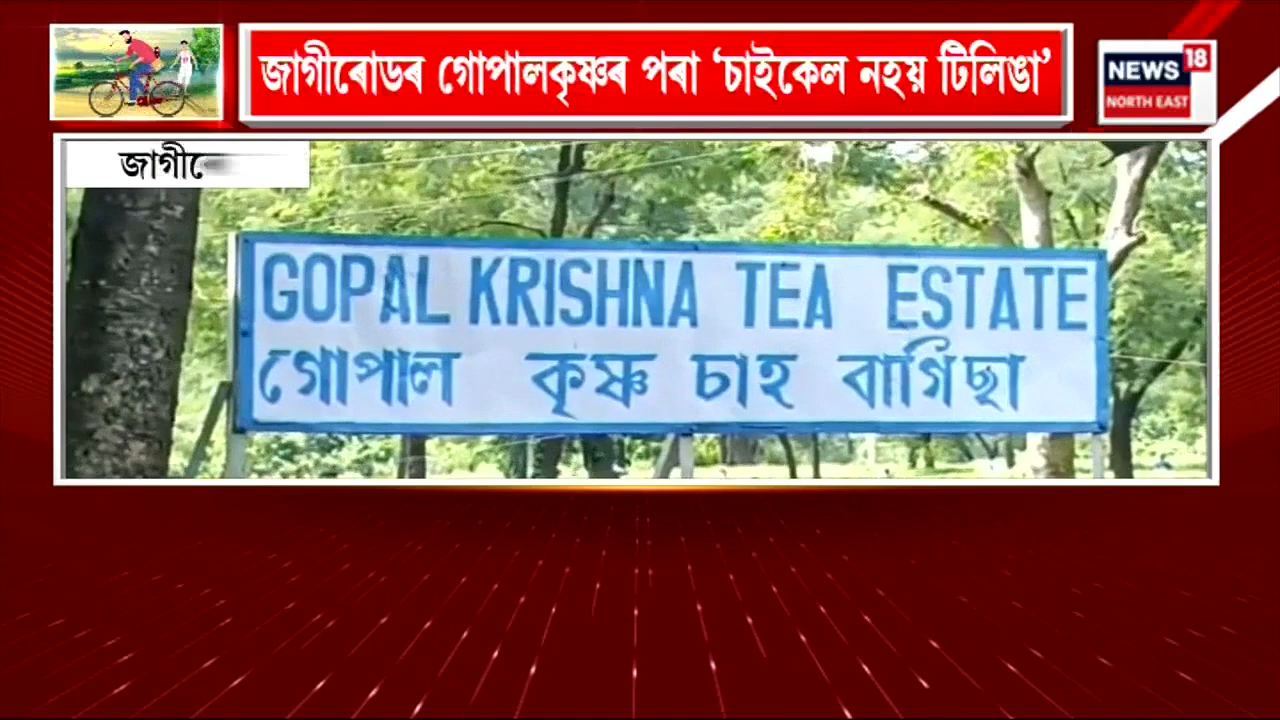 জাগীৰোডৰ গোপালকৃষ্ণৰ পৰা ‘চাইকেল নহয় টিলিঙা’
NEWS 18
NORTH EAST
জাগীৰো
GOPAL KRISHNA TEA ESTATE
গোপাল কৃষ্ণ চাহ বাগিছা